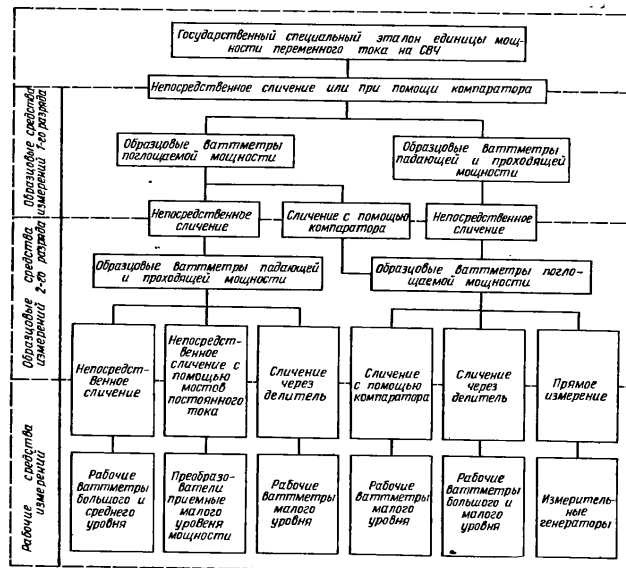 Государственный специальный эталон единицы мощ-
ности переменного тока на СВЧ
Непосредственное сличение или при помощи компаратора
Образцовые средства
измерений 1-го разряда
Образцовые ваттметры
поглощаемой мощности
Образцовые ваттметры
падающей и проходящей
мощности
Непосредственное
сличение
Сличение с помощью
компаратора
Непосредственное
сличение
Образцовые средства
измерений 2-го разряда
Образцовые ваттметры падающей
и проходящей мощности
Образцовые ваттметры погло-
щаемой мощности
Непосредст-
венное
сличение
Непосредст-
венное
сличение с
помощью
мостов
постоянного
тока
Сличение
через
делитель
Сличение
с помощью
компаратора
Сличение
через
делитель
Прямое
измерение
Рабочие средства
измерений
Рабочие
ваттметры
большого и
среднего
уровня
Преобразо-
ватели
приемные
малого
уровеня
мощности
Рабочие
ваттметры
малого
уровня
Рабочие
ваттметры
малого
уровня
Рабочие
ваттметры
большого и
малого
уровня
Измеритель-
ные
генераторы